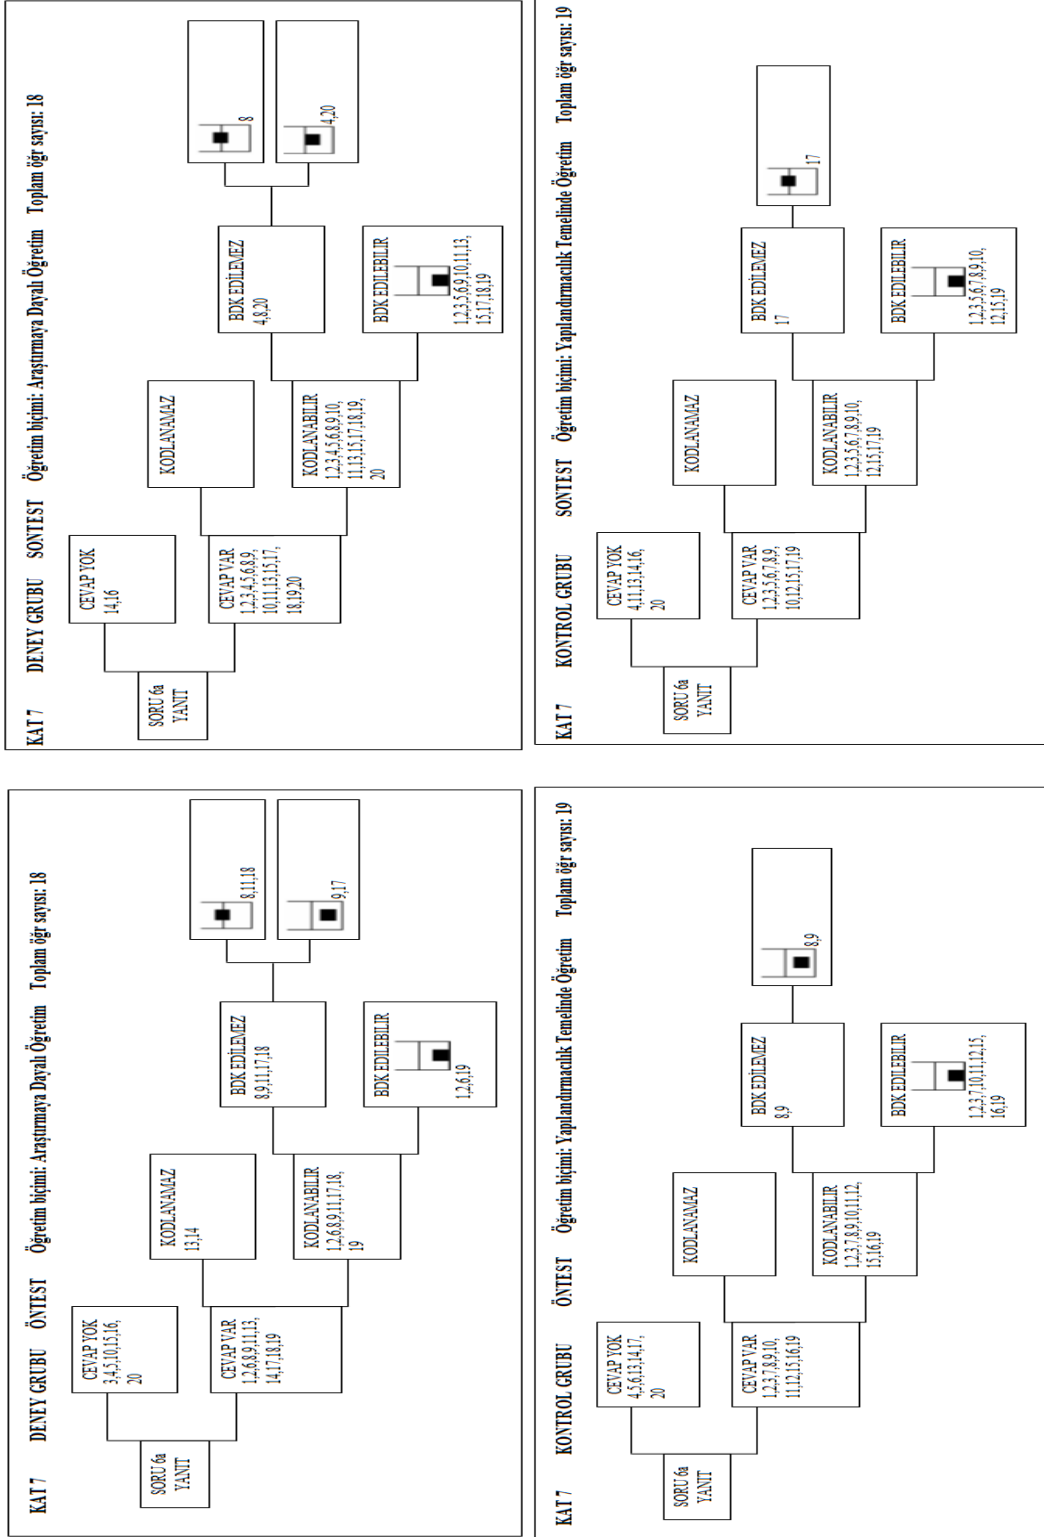 KAT 7 DENEY GRUBU ÖNTEST Öğretim biçimi: Araştırmaya Dayalı Öğretim Toplam öğr sayısı: 18
SORU 6a
YANIT
CEVAP YOK
3,4,5,10,15,16,
20
CEVAP VAR
1,2,6,8,9,11,13,
14,17,18,19
KODLANAMAZ
13,14
KODLANABILIR
1,2,6,8,9,11,17,18,
19
BDK EDİLEMEZ
8,9,11,17,18
BDK EDILEBILIR
1,2,6,19
8,11,18
9,17
KAT 7 DENEY GRUBU SONTEST Öğretim biçimi: Araştırmaya Dayalı Öğretim Toplam öğr sayısı: 18
SORU 6a
YANIT
CEVAP YOK
14,16
CEVAP VAR
1,2,3,4,5,6,8,9,
10,11,13,15,17,
18,19,20
KODLANAMAZ
KODLANABILIR
1,2,3,4,5,6,8,9,10,
11,13,15,17,18,19,
20
BDK EDİLEMEZ
4,8,20
BDK EDILEBILIR
1,2,3,5,6,9,10,11,13,
15,17,18,19
8
4,20
KAT 7 KONTROL GRUBU ÖNTEST Öğretim biçimi: Yapılandırmacılık Temelinde Öğretim Toplam öğr sayısı: 19
SORU 6a
YANIT
CEVAP YOK
4,5,6,13,14,17,
20
CEVAP VAR
1,2,3,7,8,9,10,
11,12,15,16,19
KODLANAMAZ
KODLANABILIR
1,2,3,7,8,9,10,11,12,
15,16,19
BDK EDİLEMEZ
8,9
BDK EDILEBILIR
1,2,3,7,10,11,12,15,
16,19
8,9
KAT 7 KONTROL GRUBU SONTEST Öğretim biçimi: Yapılandırmacılık Temelinde Öğretim Toplam öğr sayısı: 19
SORU 6a
YANIT
CEVAP YOK
4,11,13,14,16,
20
CEVAP VAR
1,2,3,5,6,7,8,9,
10,12,15,17,19
KODLANAMAZ
KODLANABILIR
1,2,3,5,6,7,8,9,10,
12,15,17,19
BDK EDİLEMEZ
17
BDK EDILEBILIR
1,2,3,5,6,7,8,9,10,
12,15,19
17